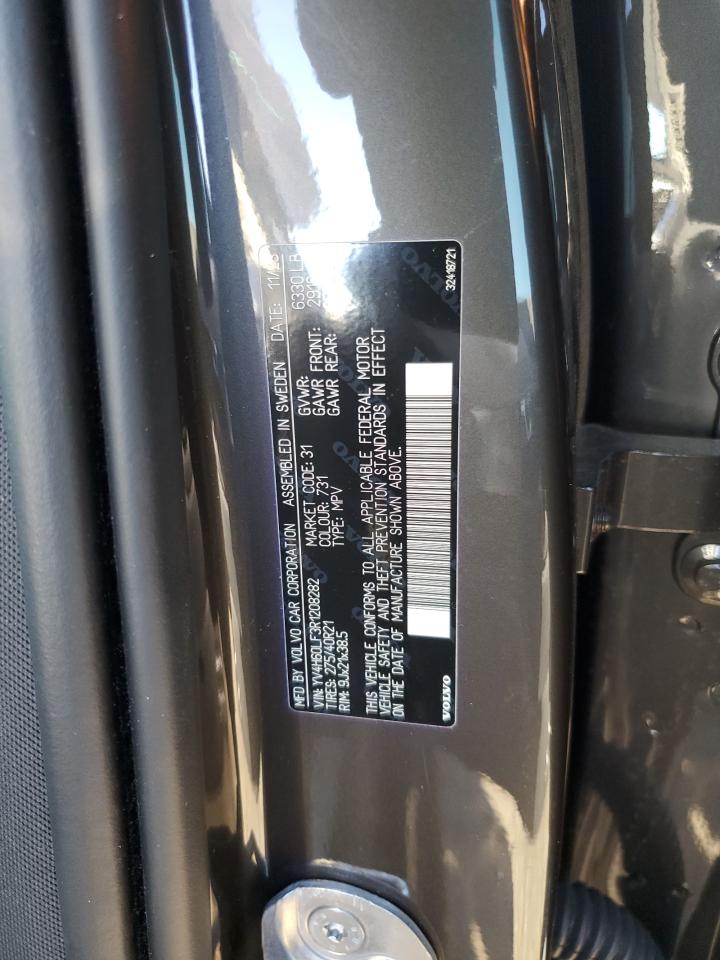 MFD BY VOLVO CAR CORPORATION ASSEMBLED IN SWEDEN DATE:
VIN: YV4H60LF3R1208282 MARKET CODE: 31 GVWR: 6330 LB
TIRES: 275/40R21 COLOUR: 731 GAWR FRONT:
RIM: 9Jx21x38.5 TYPE: MPV GAWR REAR:
THIS VEHICLE CONFORMS TO ALL APPLICABLE FEDERAL MOTOR
VEHICLE SAFETY AND THEFT PREVENTION STANDARDS IN EFFECT
ON THE DATE OF MANUFACTURE SHOWN ABOVE.
VOLVO 32418721